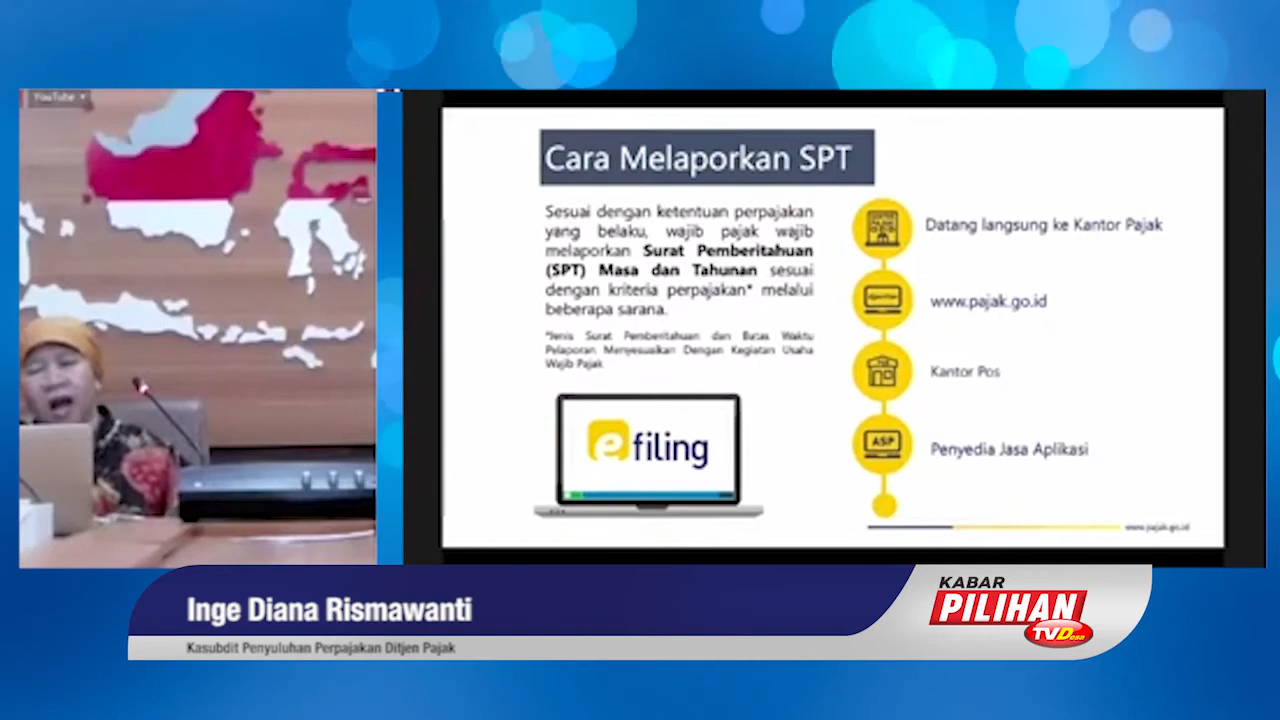 YouTube
Cara Melaporkan SPT
Sesuai dengan ketentuan perpajakan
yang belaku, wajib pajak wajib
melaporkan Surat Pemberitahuan
(SPT) Masa dan Tahunan sesuai
dengan kriteria perpajakan* melalui
beberapa sarana.
*Jenis Surat Pemberitahuan dan Batas Waktu
Pelaporan Menyesuaikan Dengan Kegiatan Usaha
Wajib Pajak
e filing
Datang langsung ke Kantor Pajak
www.pajak.go.id
Kantor Pos
ASP
Penyedia Jasa Aplikasi
www.pajak.go.id
Inge Diana Rismawanti
Kasubdit Penyuluhan Perpajakan Ditjen Pajak
KABAR
PILIHAN
TVDesa